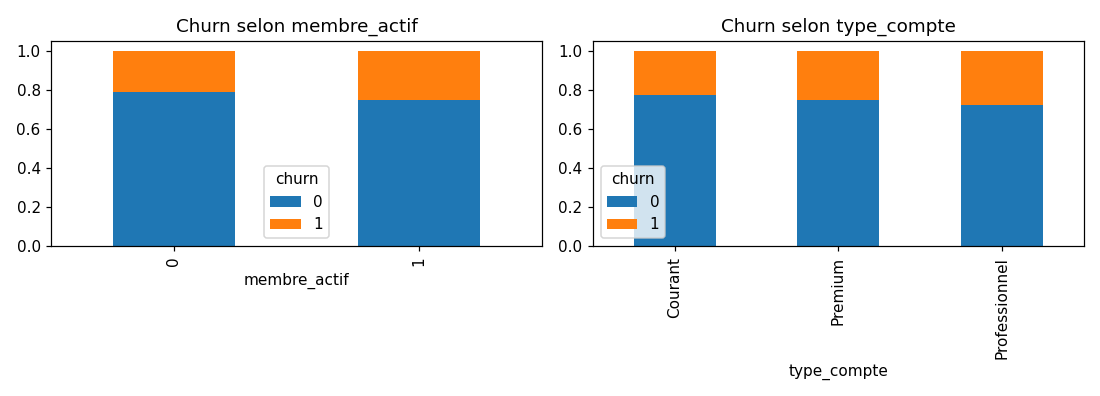 Churn selon membre_actif
1.0
0.8
0.6
0.4
0.2
0.0
churn
0
1
0
1
membre_actif
Churn selon type_compte
1.0
0.8
0.6
0.4
0.2
0.0
churn
0
1
Courant
Premium
Professionnel
type_compte